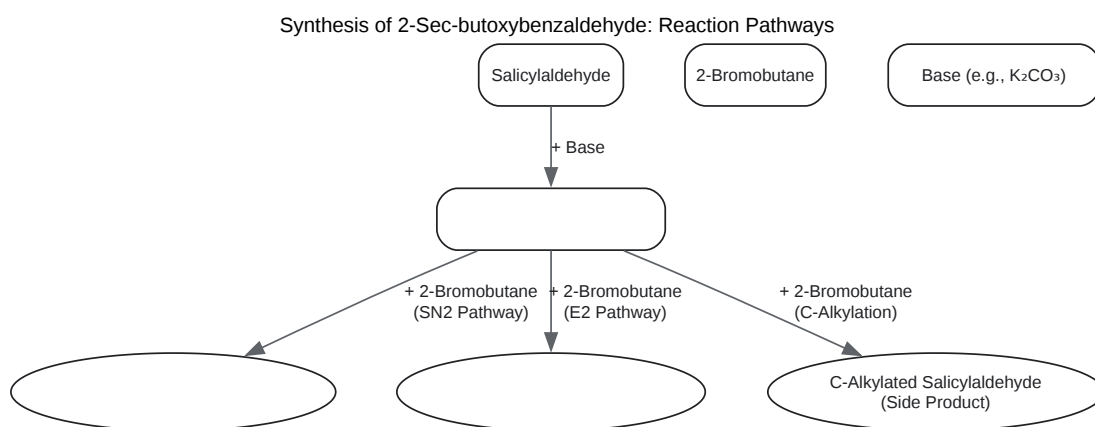 Synthesis of 2-Sec-butoxybenzaldehyde: Reaction Pathways
Salicylaldehyde
2-Bromobutane
Base (e.g., K₂CO₃)
+ Base
+ 2-Bromobutane
(SN2 Pathway)
+ 2-Bromobutane
(E2 Pathway)
+ 2-Bromobutane
(C-Alkylation)
C-Alkylated Salicylaldehyde
(Side Product)